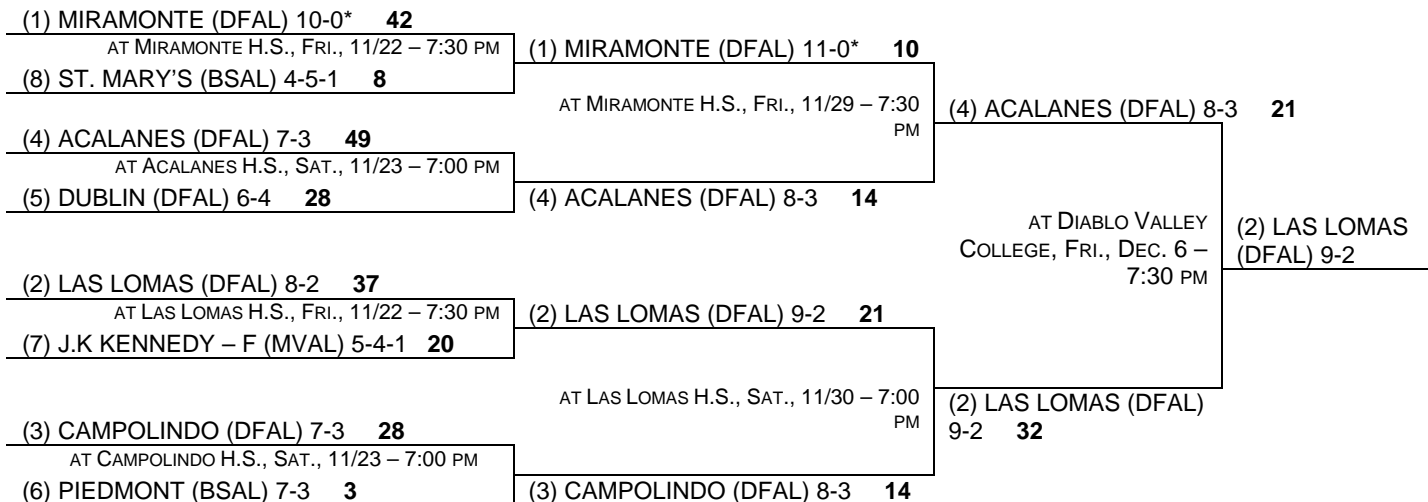 (1) MIRAMONTE (DFAL) 10-0* 42
AT MIRAMONTE H.S., FRI., 11/22 – 7:30 PM
(8) ST. MARY’S (BSAL) 4-5-1 8
(4) ACALANES (DFAL) 7-3 49
AT ACALANES H.S., SAT., 11/23 – 7:00 PM
(5) DUBLIN (DFAL) 6-4 28
(2) LAS LOMAS (DFAL) 8-2 37
AT LAS LOMAS H.S., FRI., 11/22 – 7:30 PM
(7) J.K KENNEDY – F (MVAL) 5-4-1 20
(3) CAMPOLINDO (DFAL) 7-3 28
AT CAMPOLINDO H.S., SAT., 11/23 – 7:00 PM
(6) PIEDMONT (BSAL) 7-3 3
(1) MIRAMONTE (DFAL) 11-0* 10
AT MIRAMONTE H.S., FRI., 11/29 – 7:30
PM
(4) ACALANES (DFAL) 8-3 14
(2) LAS LOMAS (DFAL) 9-2 21
AT LAS LOMAS H.S., SAT., 11/30 – 7:00
PM
(3) CAMPOLINDO (DFAL) 8-3 14
(4) ACALANES (DFAL) 8-3 21
AT DIABLO VALLEY
COLLEGE, FRI., DEC. 6 –
7:30 PM
(2) LAS LOMAS (DFAL)
9-2 32
(2) LAS LOMAS
(DFAL) 9-2